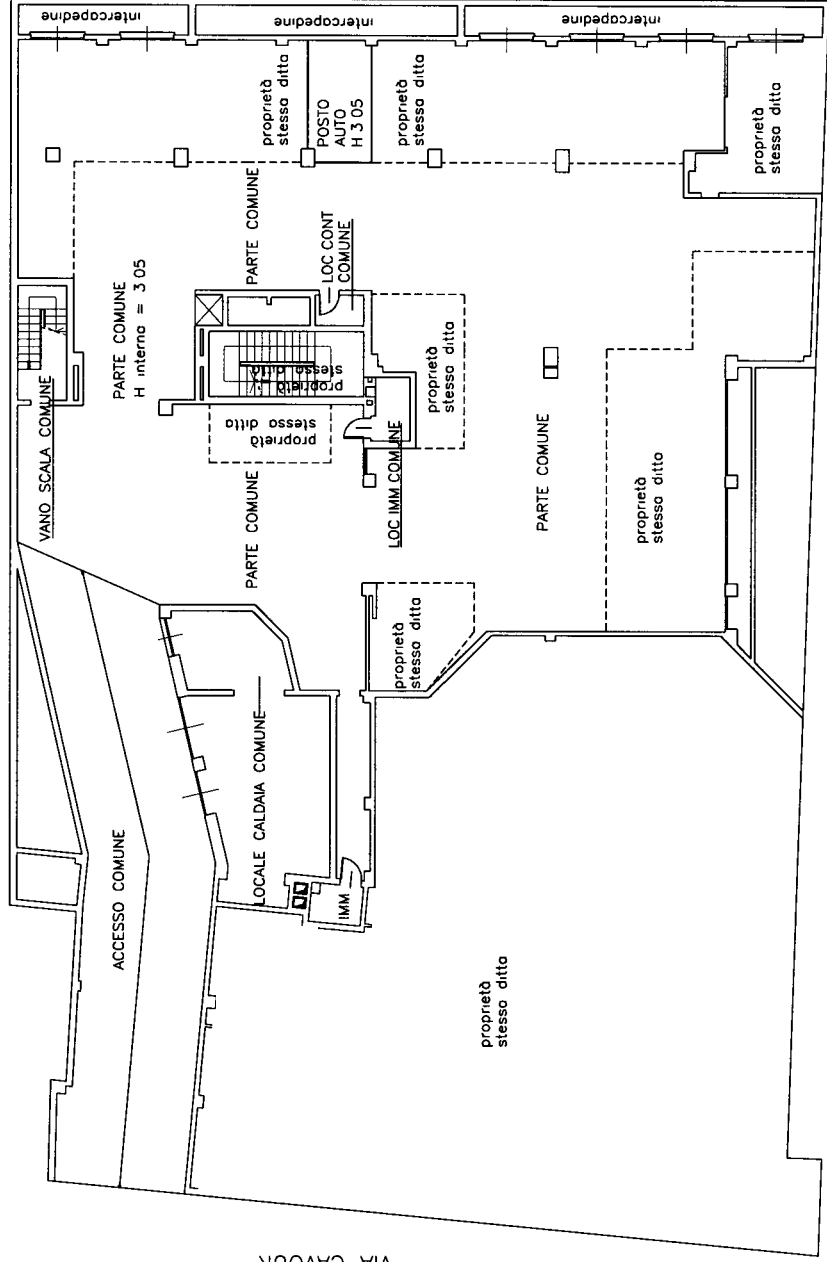 intercapedine
intercapedine
intercapedine
proprietà
stessa ditta
POSTO
AUTO
H 3 05
proprietà
stessa ditta
proprietà
stessa ditta
VANO SCALA COMUNE
PARTE COMUNE
H interna = 3 05
PARTE COMUNE
LOC CONT
COMUNE
proprietà
stessa ditta
proprietà
stessa ditta
PARTE COMUNE
LOC IMM COMUNE
proprietà
stessa ditta
PARTE COMUNE
proprietà
stessa ditta
proprietà
stessa ditta
ACCESSO COMUNE
LOCALE CALDAIA COMUNE
IMM
proprietà
stessa ditta
VIA CAVOUR